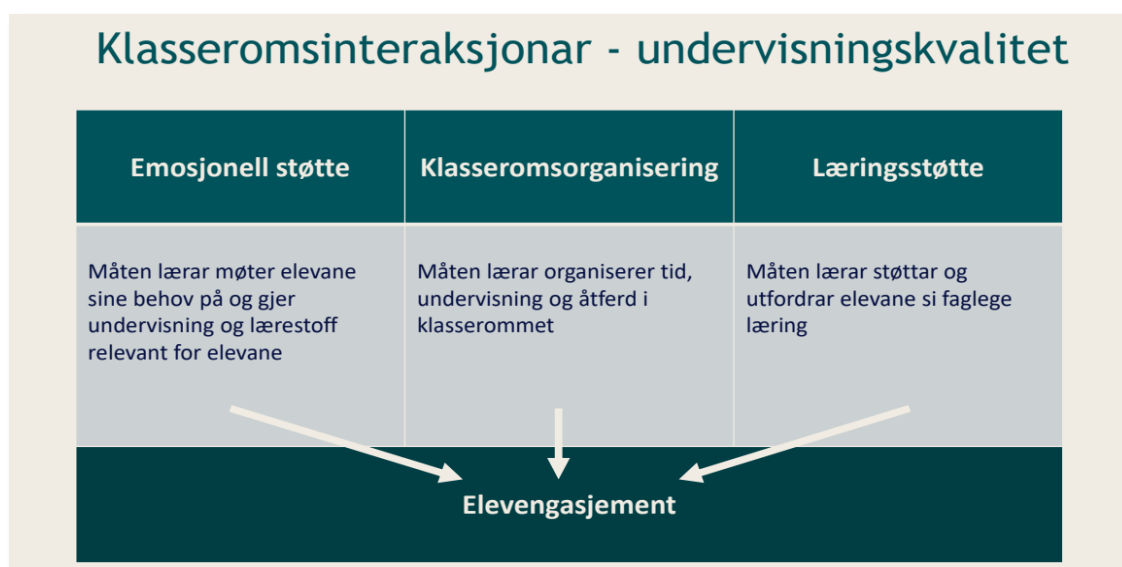 Klasseromsinteraksjonar - undervisningskvalitet
Emosjonell støtte
Klasseromsorganisering
Læringsstøtte
Måten lærar møter elevane
sine behov på og gjer
undervisning og lærestoff
relevant for elevane
Måten lærar organiserer tid,
undervisning og åtferd i
klasserommet
Måten lærar støttar og
utfordrar elevane si faglege
læring
Elevengasjement